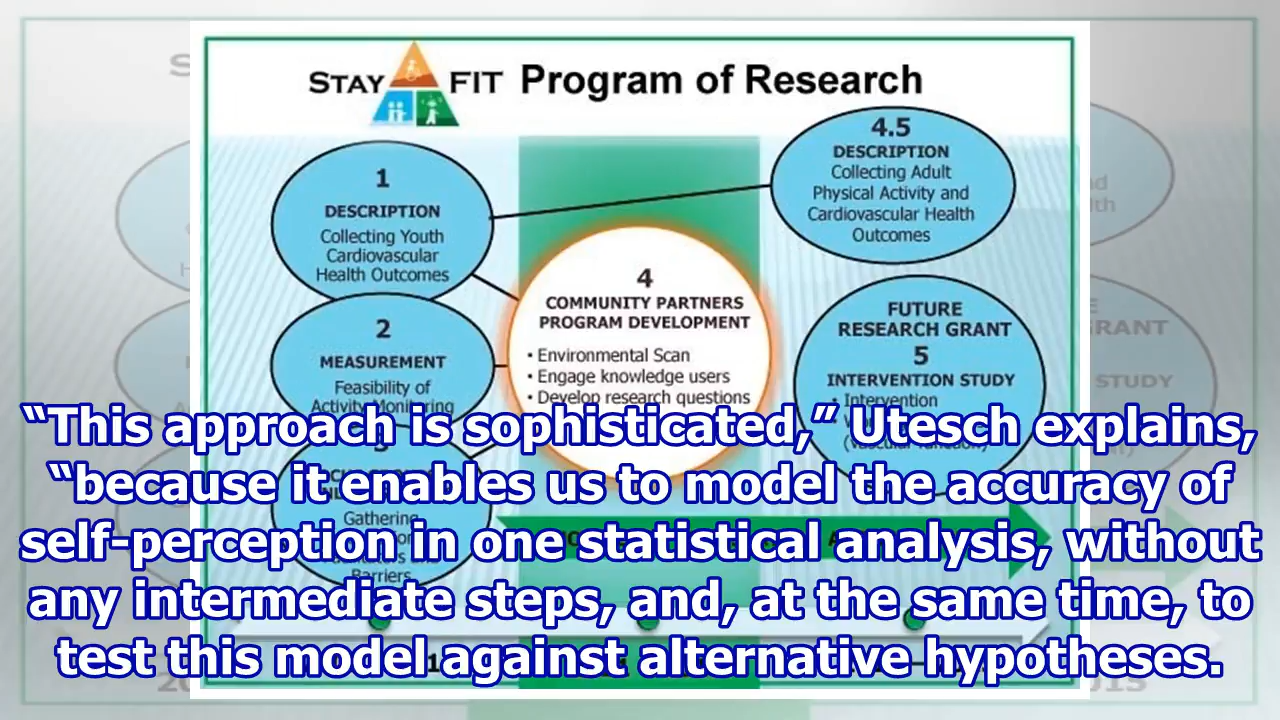 STAY FIT Program of Research
1
DESCRIPTION
Collecting Youth
Cardiovascular
Health Outcomes
2
MEASUREMENT
Feasibility of
Activity Monitoring
3
Gathering
Barriers
4
COMMUNITY PARTNERS
PROGRAM DEVELOPMENT
• Environmental Scan
• Engage knowledge users
• Develop research questions
4.5
DESCRIPTION
Collecting Adult
Physical Activity and
Cardiovascular Health
Outcomes
FUTURE
RESEARCH GRANT
5
INTERVENTION STUDY
• Intervention
“This approach is sophisticated,” Utesch explains,
“because it enables us to model the accuracy of
self-perception in one statistical analysis, without
any intermediate steps, and, at the same time, to
test this model against alternative hypotheses.